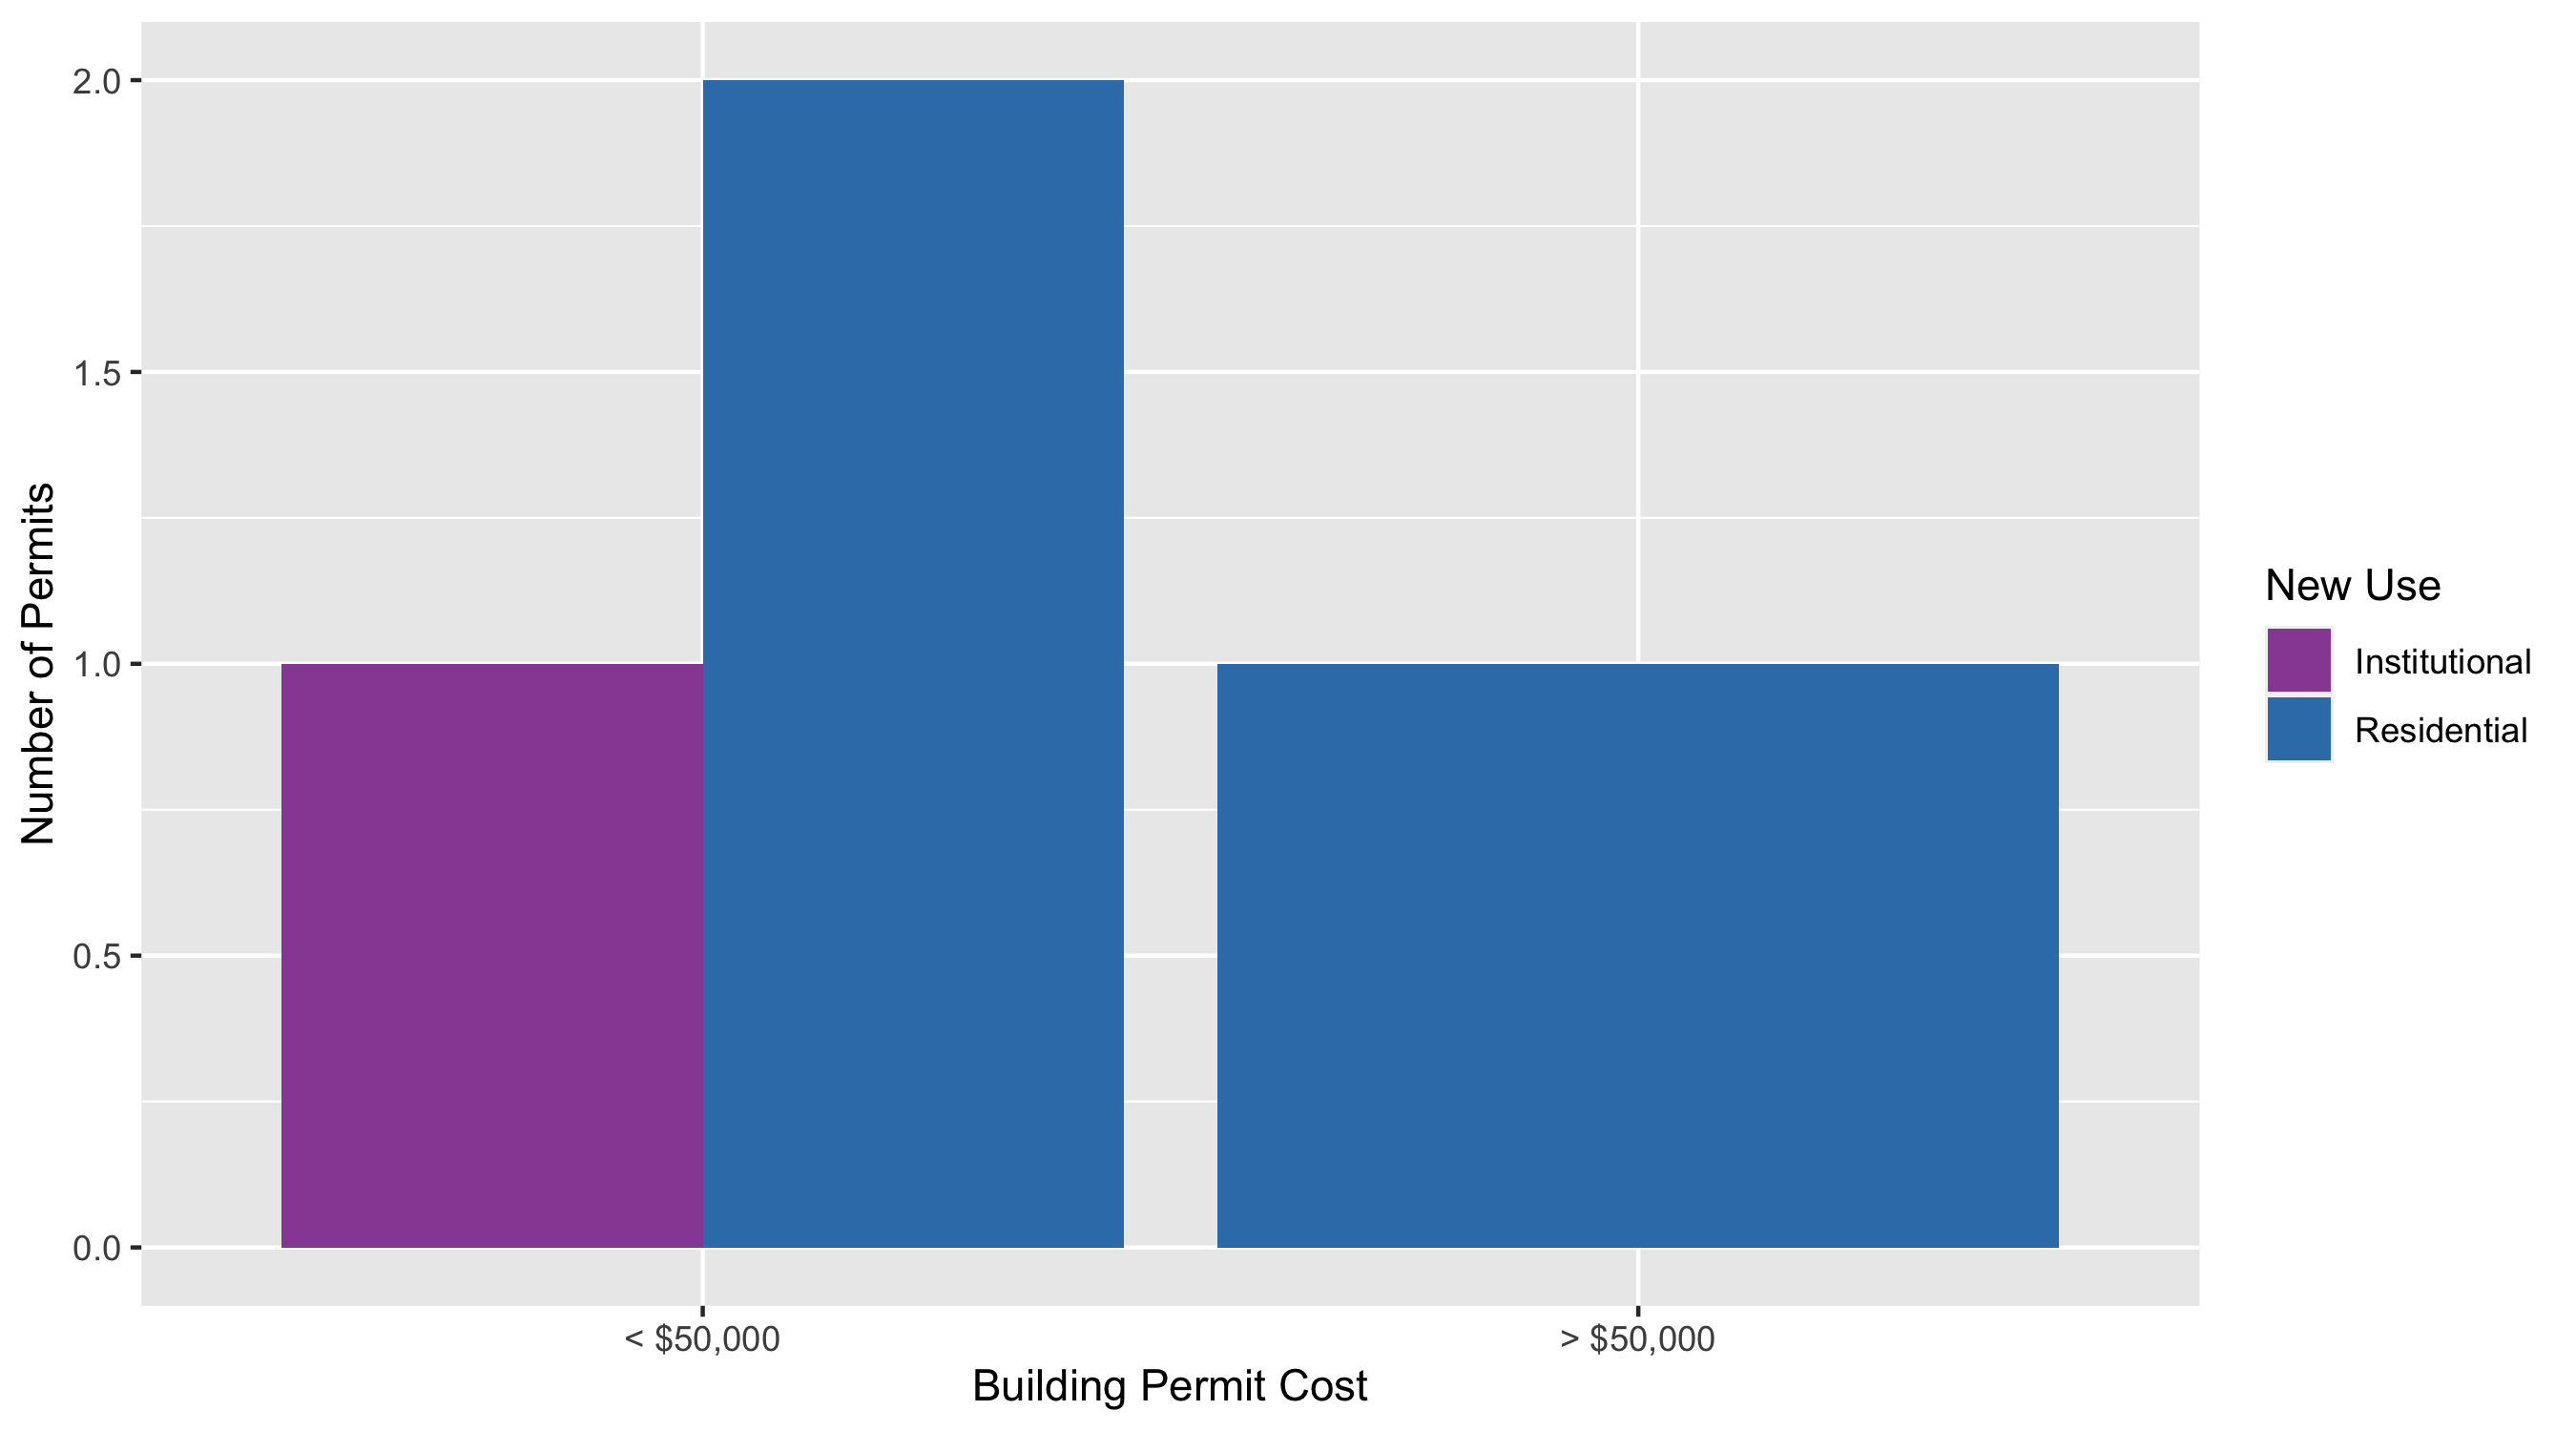 2.0
1.5
1.0
0.5
0.0
Number of Permits
< $50,000
> $50,000
Building Permit Cost
New Use
Institutional
Residential